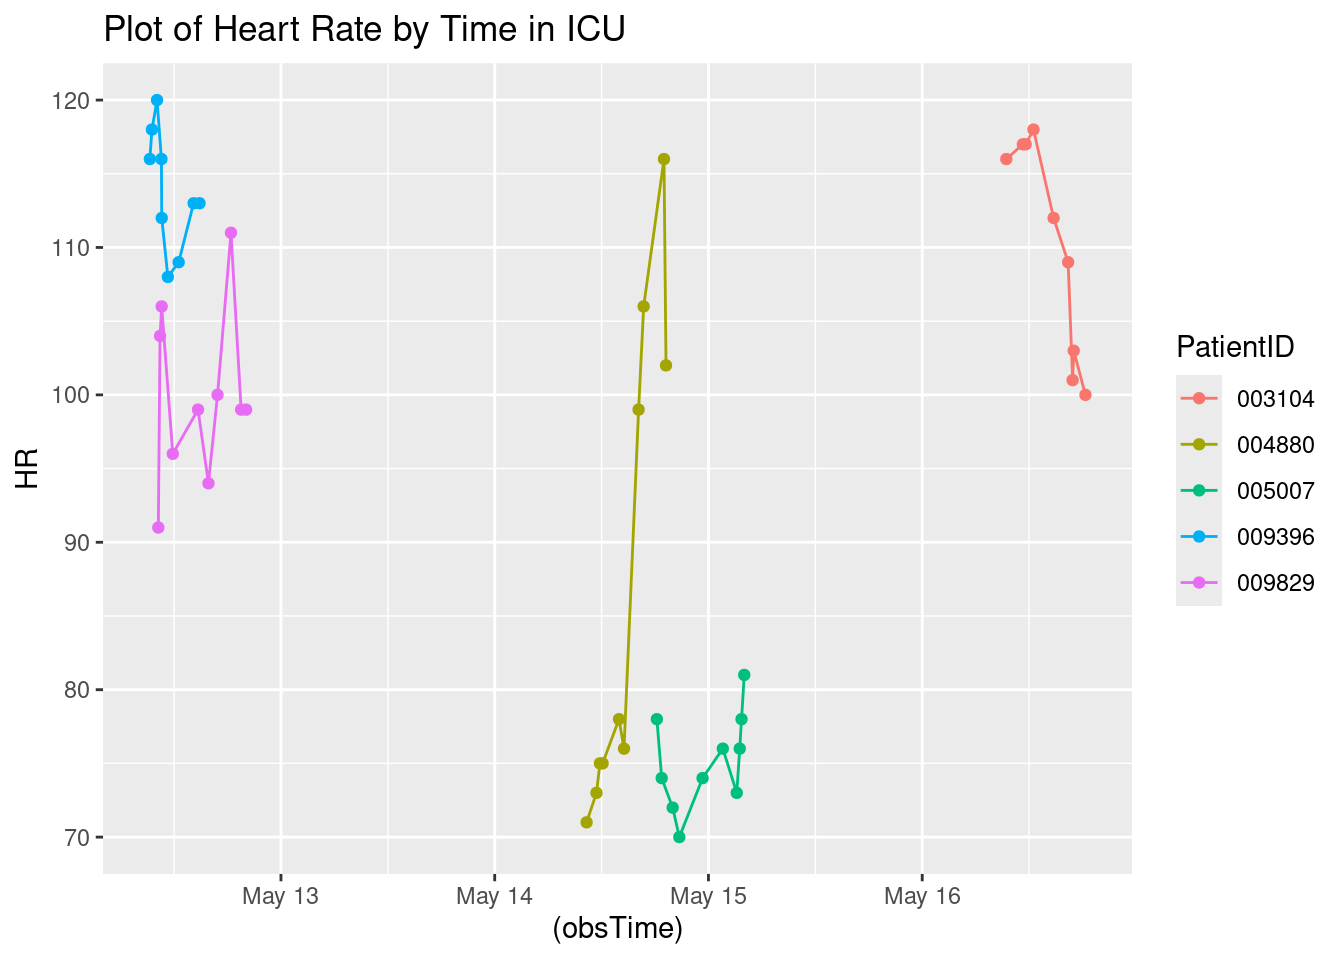 Plot of Heart Rate by Time in ICU
120
110
100
90
80
70
HR
May 13
May 14
May 15
May 16
(obsTime)
PatientID
003104
004880
005007
009396
009829